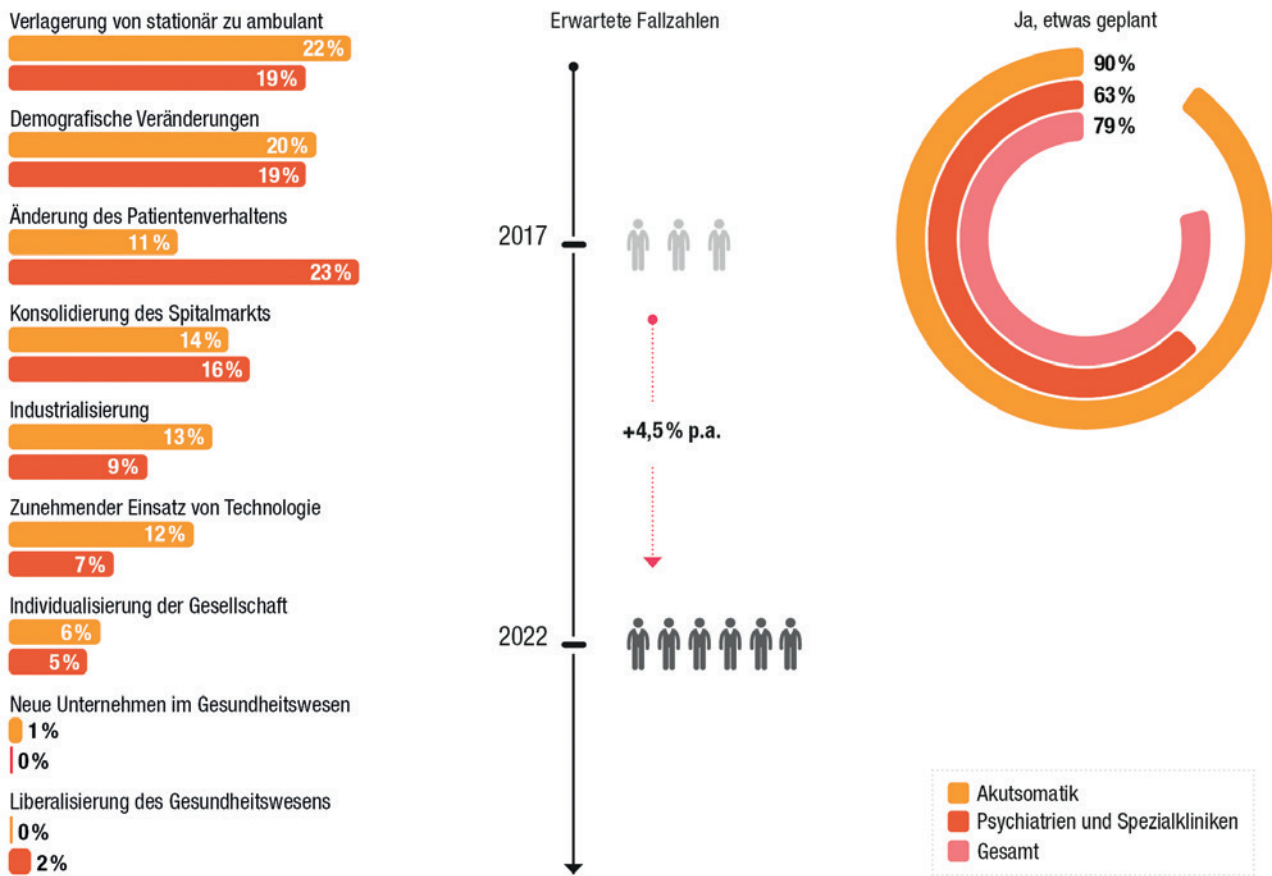 Verlagerung von stationär zu ambulant
22 %
19 %
Demografische Veränderungen
20 %
19 %
Änderung des Patientenverhaltens
11 %
23 %
Konsolidierung des Spitalmarkts
14 %
16 %
Industrialisierung
13 %
9 %
Zunehmender Einsatz von Technologie
12 %
7 %
Individualisierung der Gesellschaft
6 %
5 %
Neue Unternehmen im Gesundheitswesen
1 %
0 %
Liberalisierung des Gesundheitswesens
0 %
2 %
Erwartete Fallzahlen
2017
+4,5 % p.a.
2022
Ja, etwas geplant
90 %
63 %
79 %
Akutsomatik
Psychiatrien und Spezialkliniken
Gesamt